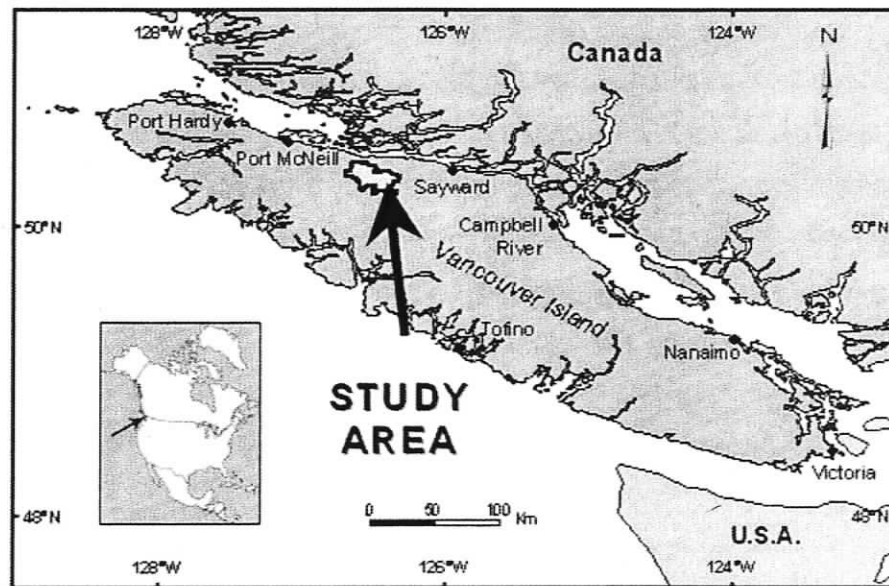 128°W
126°W
124°W
Canada
N
Port Hardy
Port McNeill
Sayward
50°N
Campbell
River
50°N
Vancouver Island
Tofino
Nanaimo
STUDY
AREA
Victoria
0 50 100
Km
48°N
48°N
U.S.A.
128°W
126°W
124°W